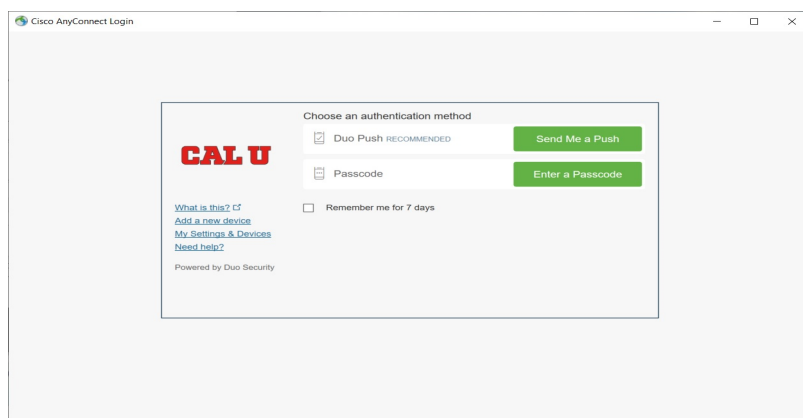 Cisco AnyConnect Login
CAL U
What is this?
Add a new device
My Settings & Devices
Need help?
Powered by Duo Security
Choose an authentication method
Duo Push RECOMMENDED
Send Me a Push
Passcode
Enter a Passcode
Remember me for 7 days